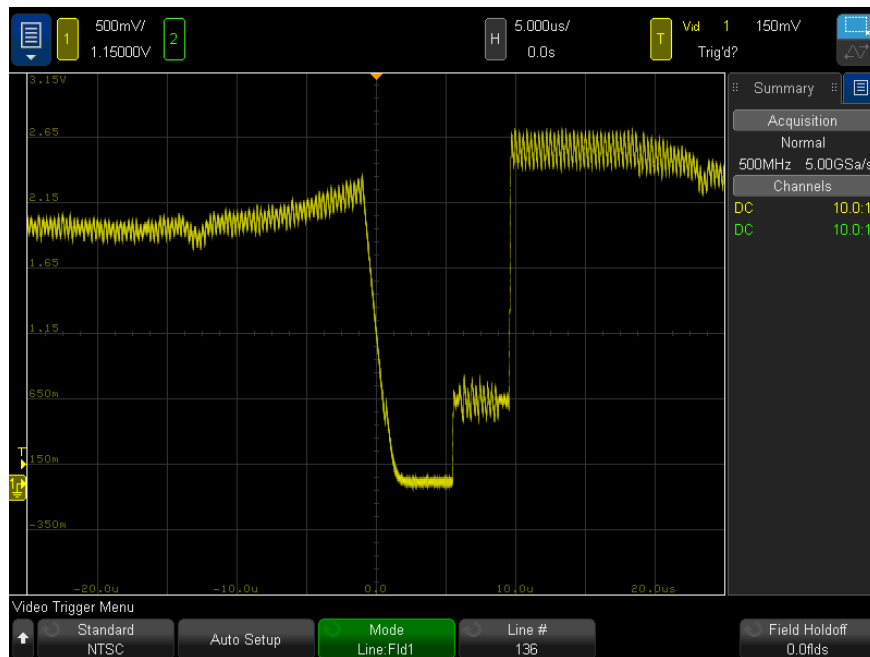 1
500mV/
1.15000V
2
H
5.000us/
0.0s
T
Vid 1 150mV
Trig'd?
3.15V
2.65
2.15
1.65
1.15
650m
150m
-350m
T
1
-20.0u -10.0u 0.0 10.0u 20.0us
Summary
Acquisition
Normal
500MHz 5.00GSa/s
Channels
DC 10.0:1
DC 10.0:1
Video Trigger Menu
Standard
NTSC
Auto Setup
Mode
Line:Fld1
Line #
136
Field Holdoff
0.0flds